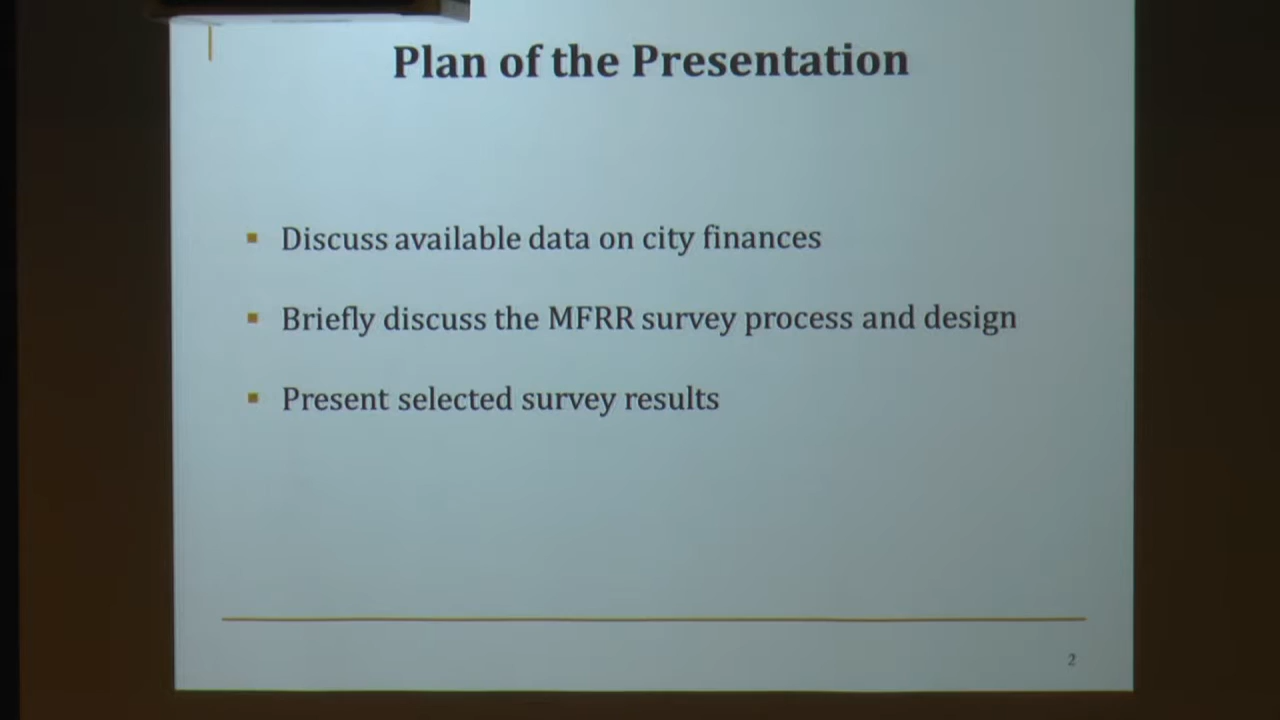 Plan of the Presentation
Discuss available data on city finances
Briefly discuss the MFRR survey process and design
Present selected survey results
2